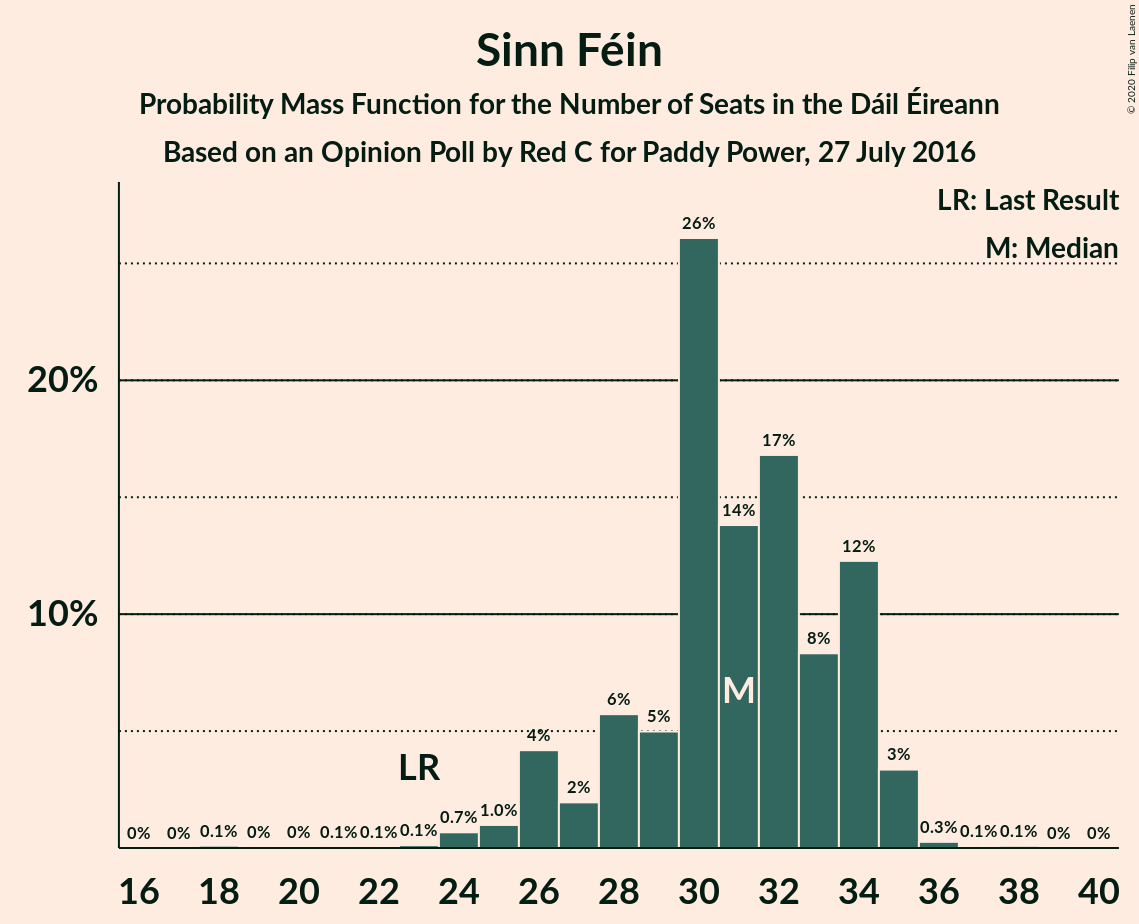 Sinn Féin
Probability Mass Function for the Number of Seats in the Dáil Éireann
Based on an Opinion Poll by Red C for Paddy Power, 27 July 2016
© 2020 Filip van Laenen
LR: Last Result
M: Median
26%
20%
17%
14%
12%
10%
8%
M
6%
5%
4%
LR
3%
2%
0% 0% 0.1% 0% 0% 0.1% 0.1% 0.1% 0.7% 1.0% 0.3% 0.1% 0.1% 0% 0%
16 18 20 22 24 26 28 30 32 34 36 38 40